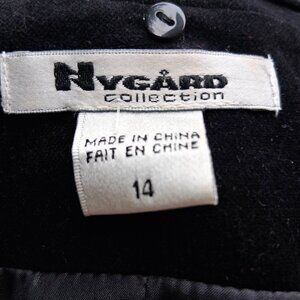 NYGÅRD
collection
MADE IN CHINA
FAIT EN CHINE
14